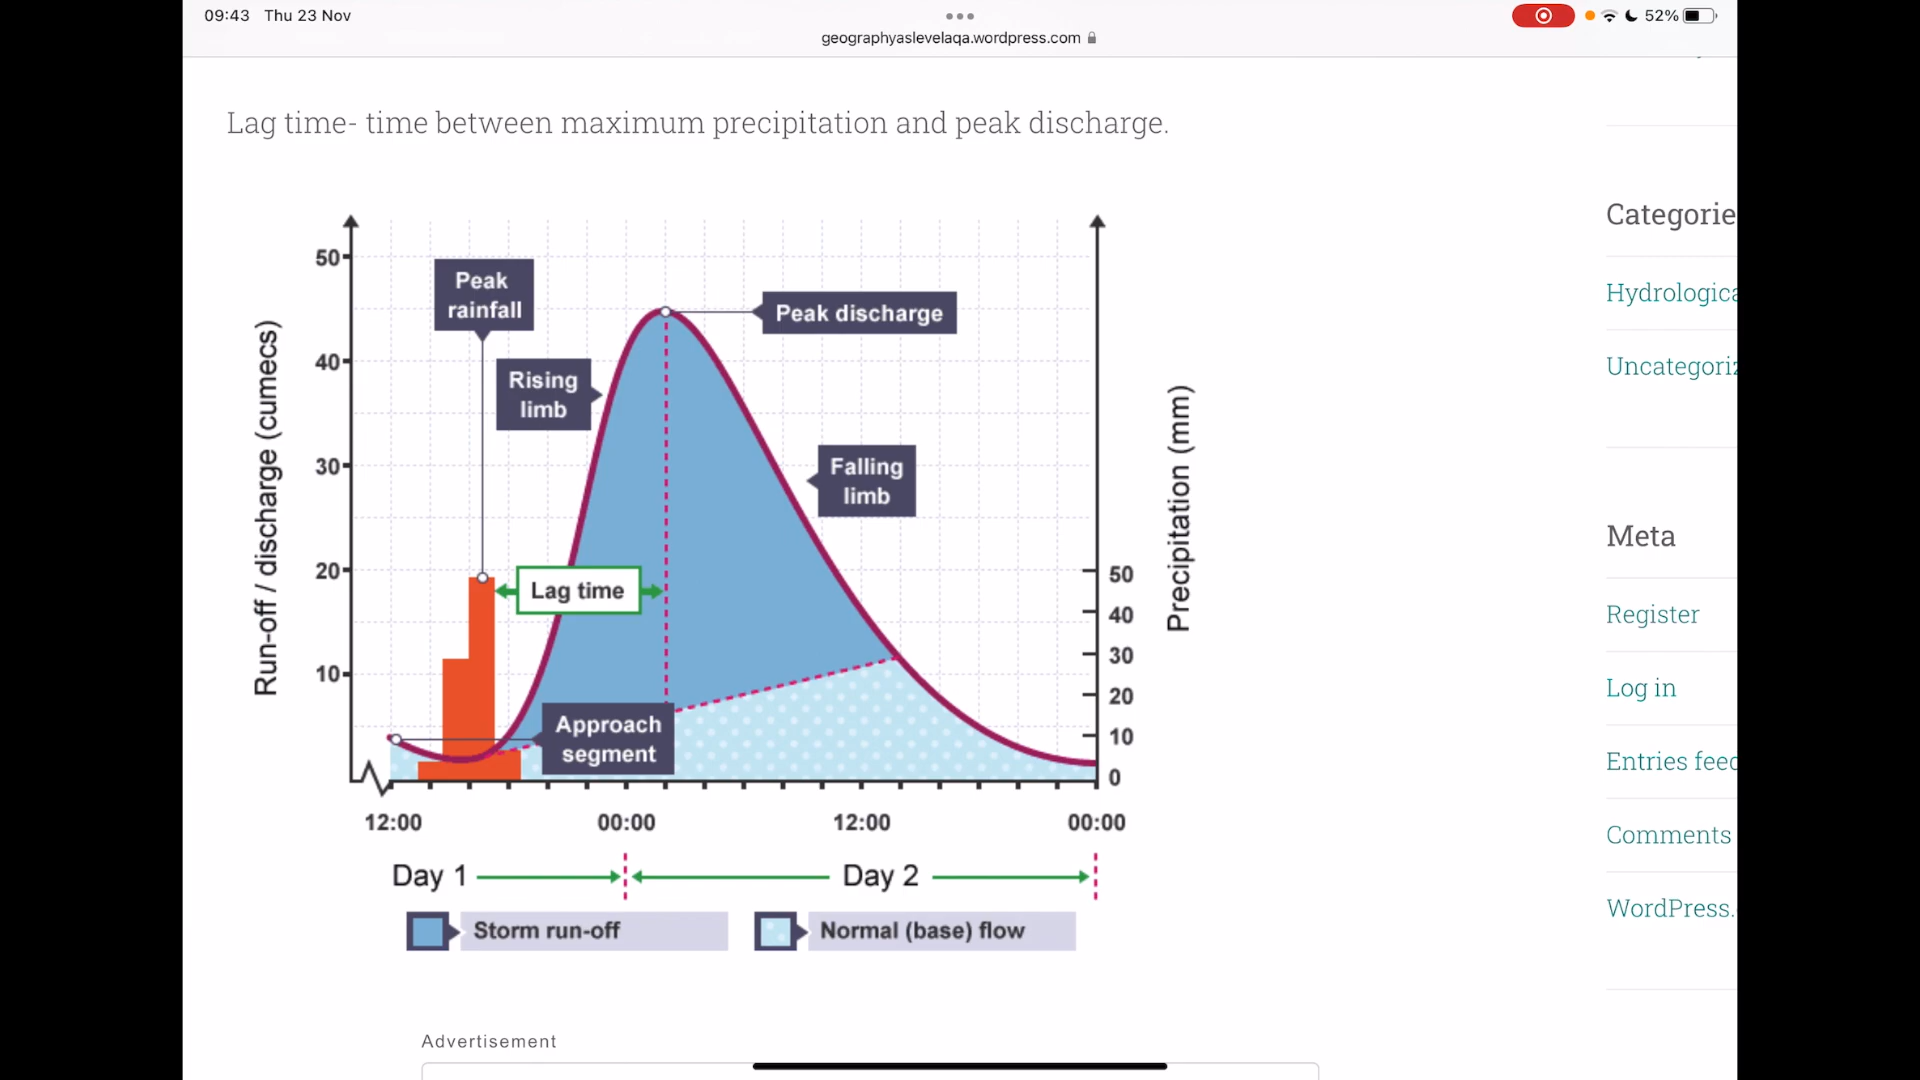 09:43 Thu 23 Nov
52%
geographyaslevelaqa.wordpress.com
Lag time- time between maximum precipitation and peak discharge.
Run-off / discharge (cumecs)
50
40
30
20
10
Peak
rainfall
Rising
limb
Peak discharge
Falling
limb
Lag time
Approach
segment
Precipitation (mm)
50
40
30
20
10
0
12:00 00:00 12:00 00:00
Day 1 Day 2
Storm run-off Normal (base) flow
Advertisement
Categorie
Hydrologica
Uncategoriz
Meta
Register
Log in
Entries feed
Comments
WordPress.